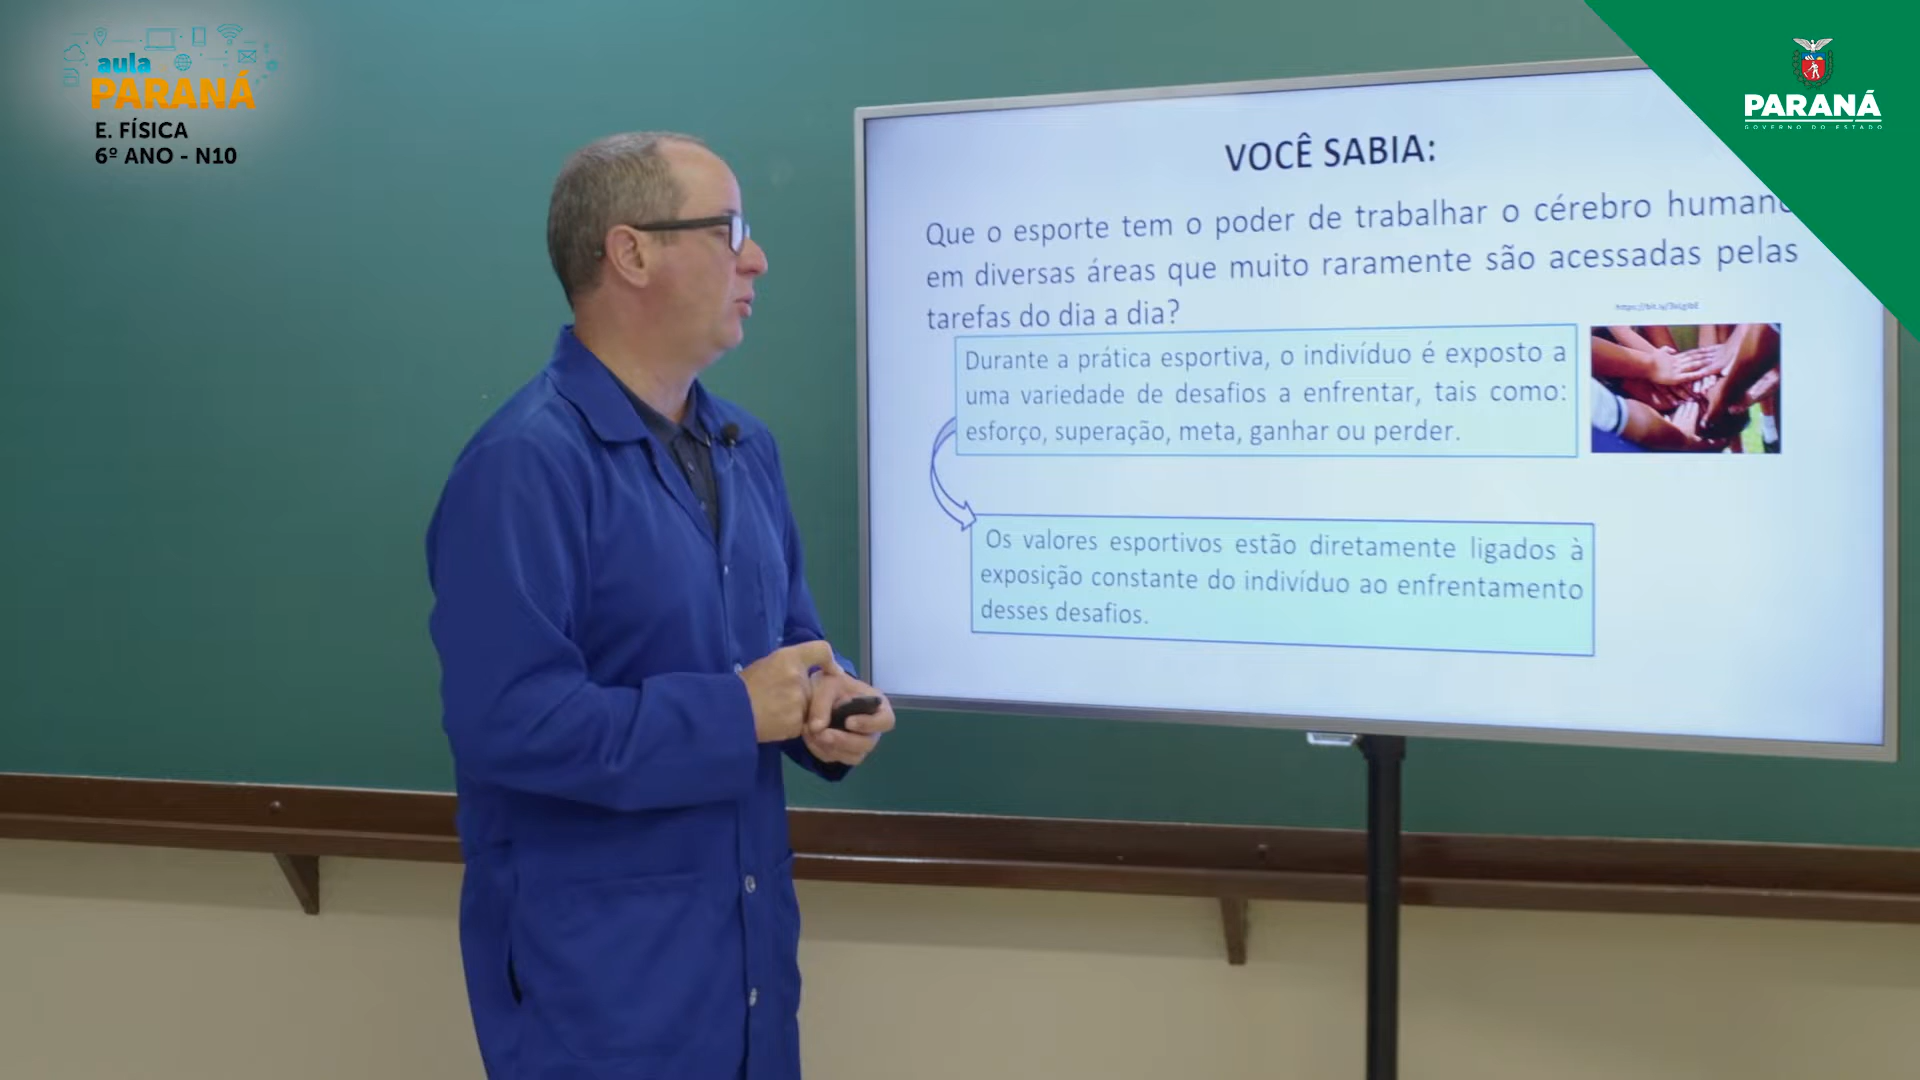 aula
PARANÁ
E. FÍSICA
6º ANO - N10
PARANÁ
GOVERNO DO ESTADO
VOCÊ SABIA:
Que o esporte tem o poder de trabalhar o cérebro humano
em diversas áreas que muito raramente são acessadas pelas
tarefas do dia a dia?
Durante a prática esportiva, o indivíduo é exposto a
uma variedade de desafios a enfrentar, tais como:
esforço, superação, meta, ganhar ou perder.
Os valores esportivos estão diretamente ligados à
exposição constante do indivíduo ao enfrentamento
desses desafios.